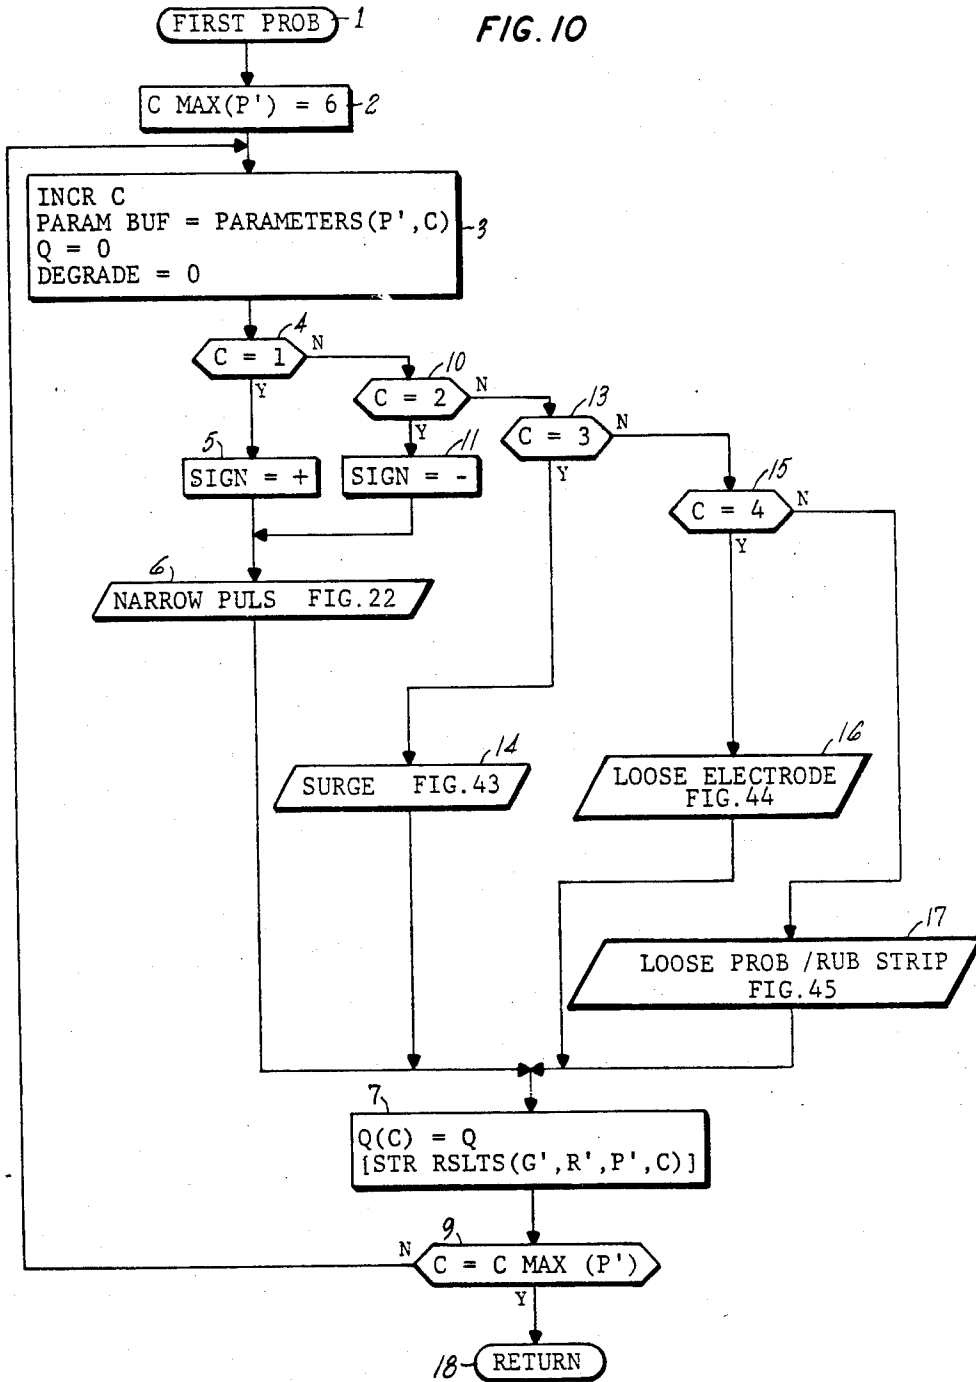 FIRST PROB
1
FIG. 10
C MAX(P') = 6
2
INCR C
PARAM BUF = PARAMETERS(P',C)
Q = 0
DEGRADE = 0
3
4
C = 1
N
Y
10
C = 2
N
Y
13
C = 3
N
Y
15
C = 4
N
Y
5
SIGN = +
11
SIGN = -
6
NARROW PULS FIG.22
14
SURGE FIG.43
16
LOOSE ELECTRODE
FIG.44
17
LOOSE PROB /RUB STRIP
FIG.45
7
Q(C) = Q
[STR RSLTS(G',R',P',C)]
9
N
C = C MAX (P')
Y
18
RETURN